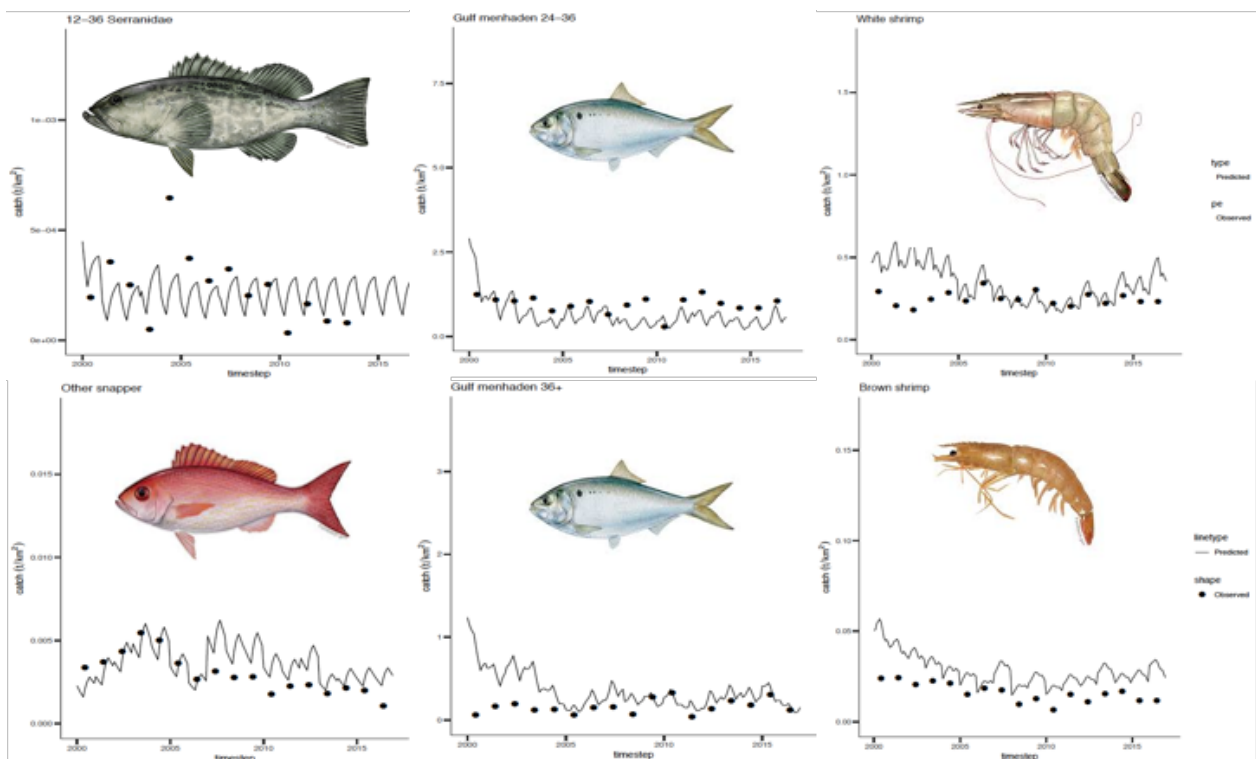 12–36 Serranidae
catch (t/km²)
1e−03
5e−04
0e+00
2000
2005
2010
2015
timestep
Gulf menhaden 24–36
catch (t/km²)
7.5
5.0
2.5
0.0
2000
2005
2010
2015
timestep
White shrimp
catch (t/km²)
1.5
1.0
0.5
0.0
2000
2005
2010
2015
timestep
type
Predicted
pe
Observed
Other snapper
catch (t/km²)
0.015
0.010
0.005
0.000
2000
2005
2010
2015
timestep
Gulf menhaden 36+
catch (t/km²)
3
2
1
0
2000
2005
2010
2015
timestep
Brown shrimp
catch (t/km²)
0.15
0.10
0.05
0.00
2000
2005
2010
2015
timestep
linetype
Predicted
shape
Observed